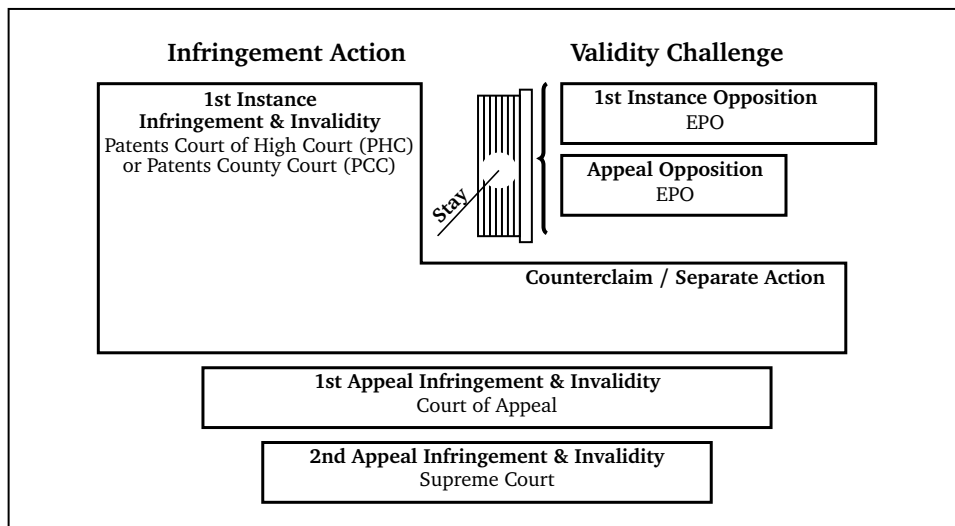 Infringement Action
Validity Challenge
1st Instance
Infringement & Invalidity
Patents Court of High Court (PHC)
or Patents County Court (PCC)
Stay
1st Instance Opposition
EPO
Appeal Opposition
EPO
Counterclaim / Separate Action
1st Appeal Infringement & Invalidity
Court of Appeal
2nd Appeal Infringement & Invalidity
Supreme Court